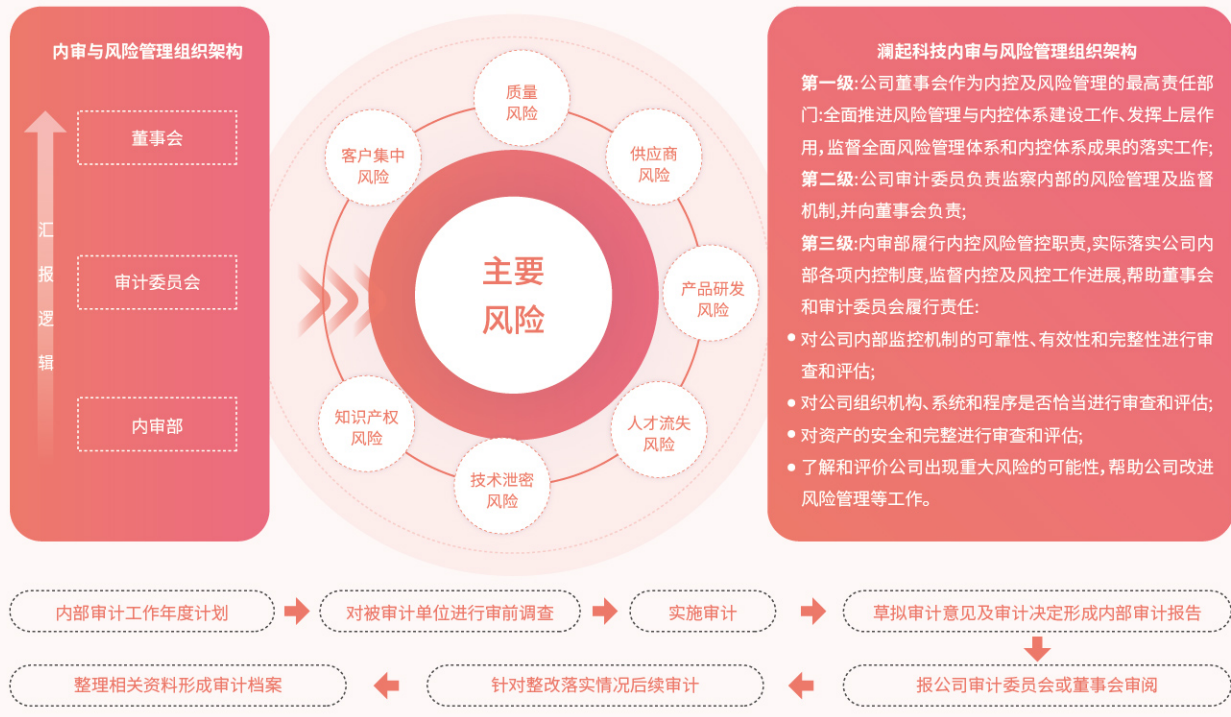 内审与风险管理组织架构
董事会
审计委员会
内审部
汇
报
逻
辑
主要
风险
质量
风险
供应商
风险
产品研发
风险
人才流失
风险
技术泄密
风险
知识产权
风险
客户集中
风险
澜起科技内审与风险管理组织架构
第一级:公司董事会作为内控及风险管理的最高责任部
门:全面推进风险管理与内控体系建设工作、发挥上层作
用,监督全面风险管理体系和内控体系成果的落实工作;
第二级:公司审计委员负责监察内部的风险管理及监督
机制,并向董事会负责;
第三级:内审部履行内控风险管控职责,实际落实公司内
部各项内控制度,监督内控及风控工作进展,帮助董事会
和审计委员会履行责任:
● 对公司内部监控机制的可靠性、有效性和完整性进行审
查和评估;
● 对公司组织机构、系统和程序是否恰当进行审查和评估;
● 对资产的安全和完整进行审查和评估;
● 了解和评价公司出现重大风险的可能性,帮助公司改进
风险管理等工作。
内部审计工作年度计划
对被审计单位进行审前调查
实施审计
草拟审计意见及审计决定形成内部审计报告
报公司审计委员会或董事会审阅
针对整改落实情况后续审计
整理相关资料形成审计档案